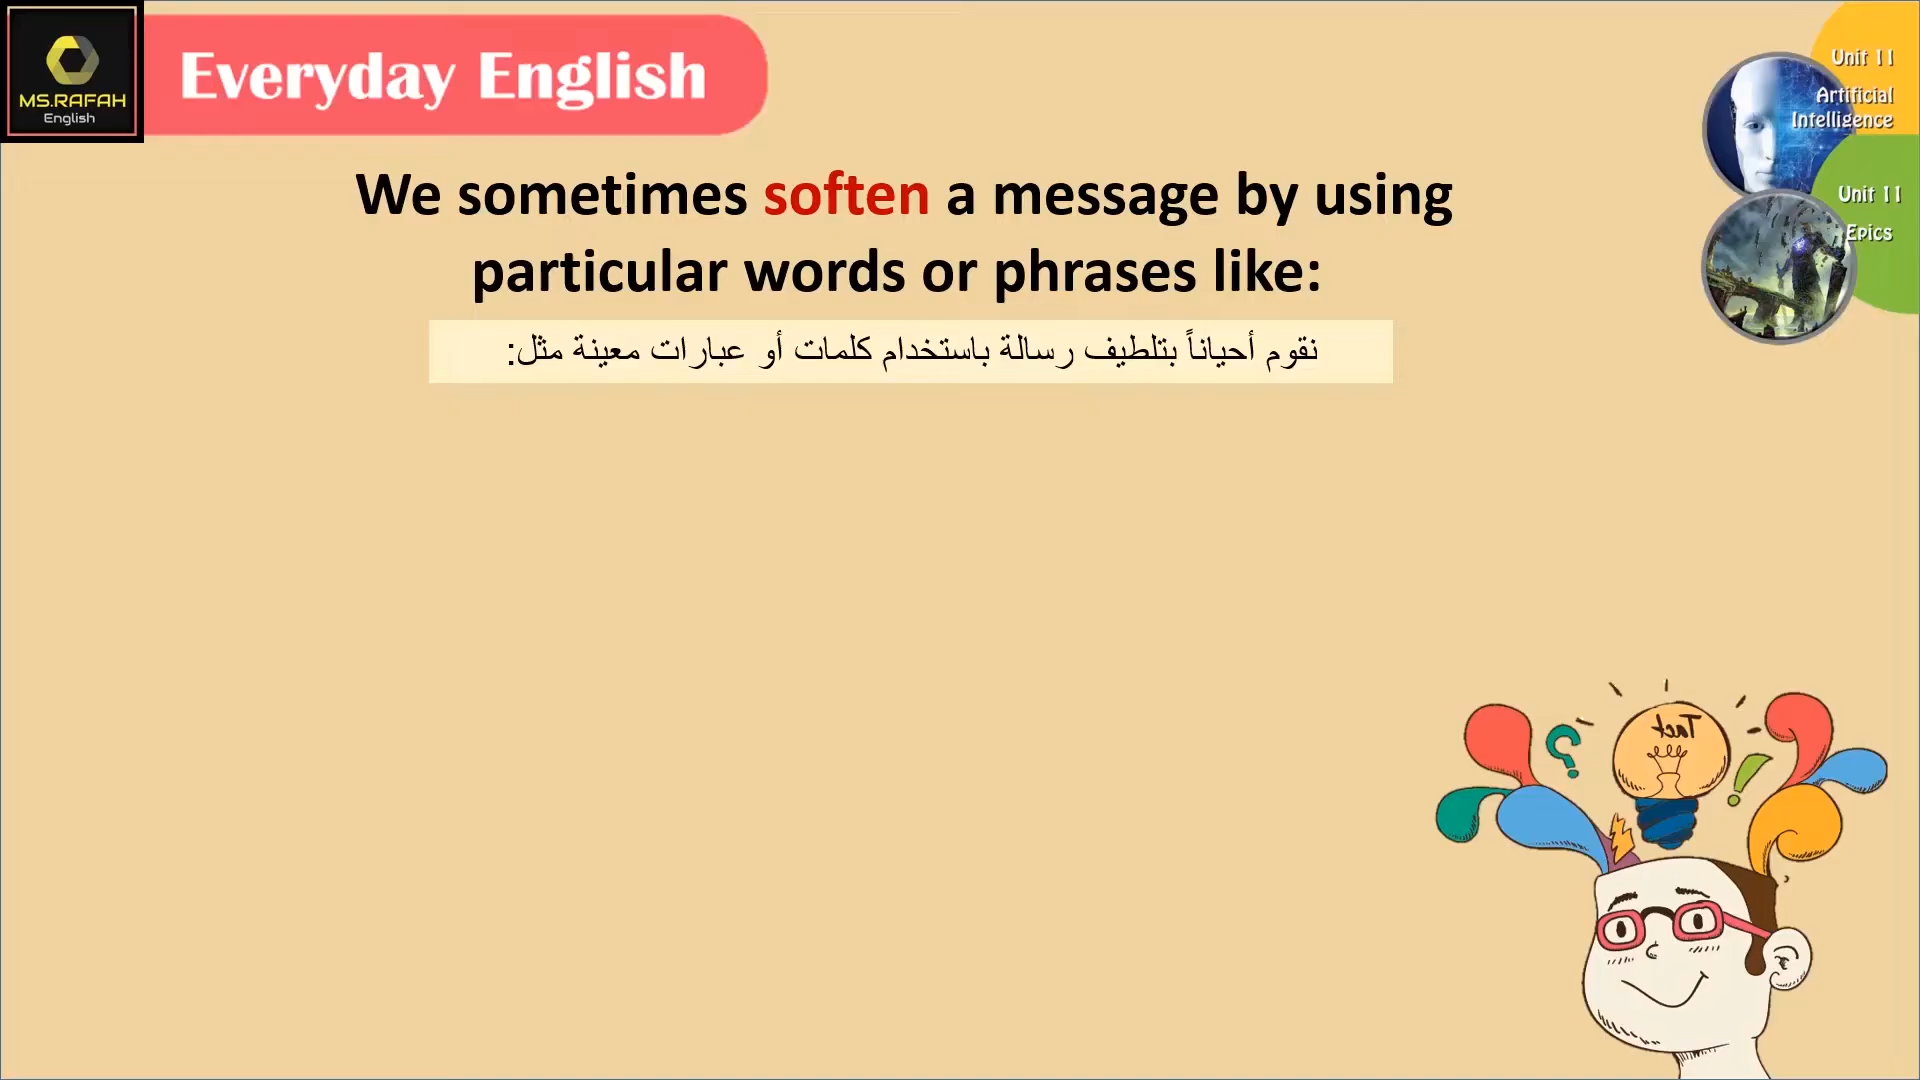 MS.RAFAH
English
Everyday English
Unit 11
Artificial
Intelligence
Unit 11
Epics
We sometimes soften a message by using
particular words or phrases like:
نقوم أحياناً بتلطيف رسالة باستخدام كلمات أو عبارات معينة مثل:
Tact